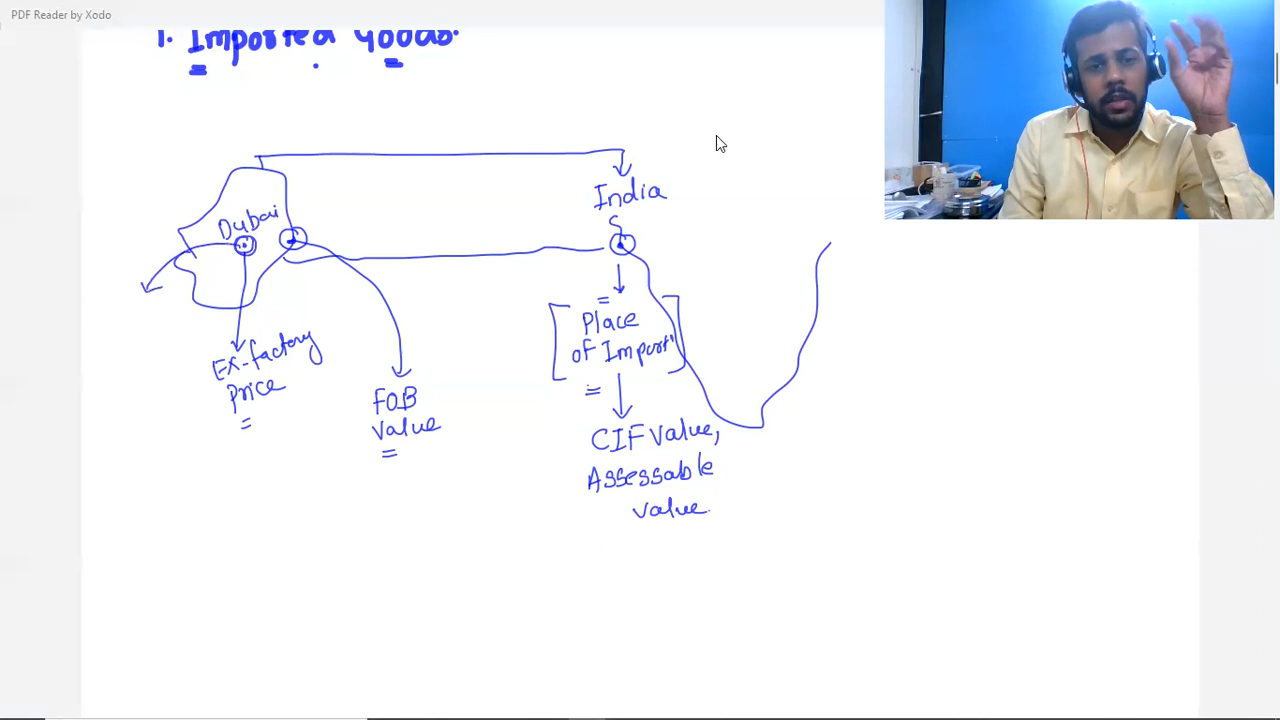 PDF Reader by Xodo
1. Imported Goods.
India
Dubai
Place
of Import
Ex-factory
Price
FOB
Value
CIF Value,
Assessable
value.